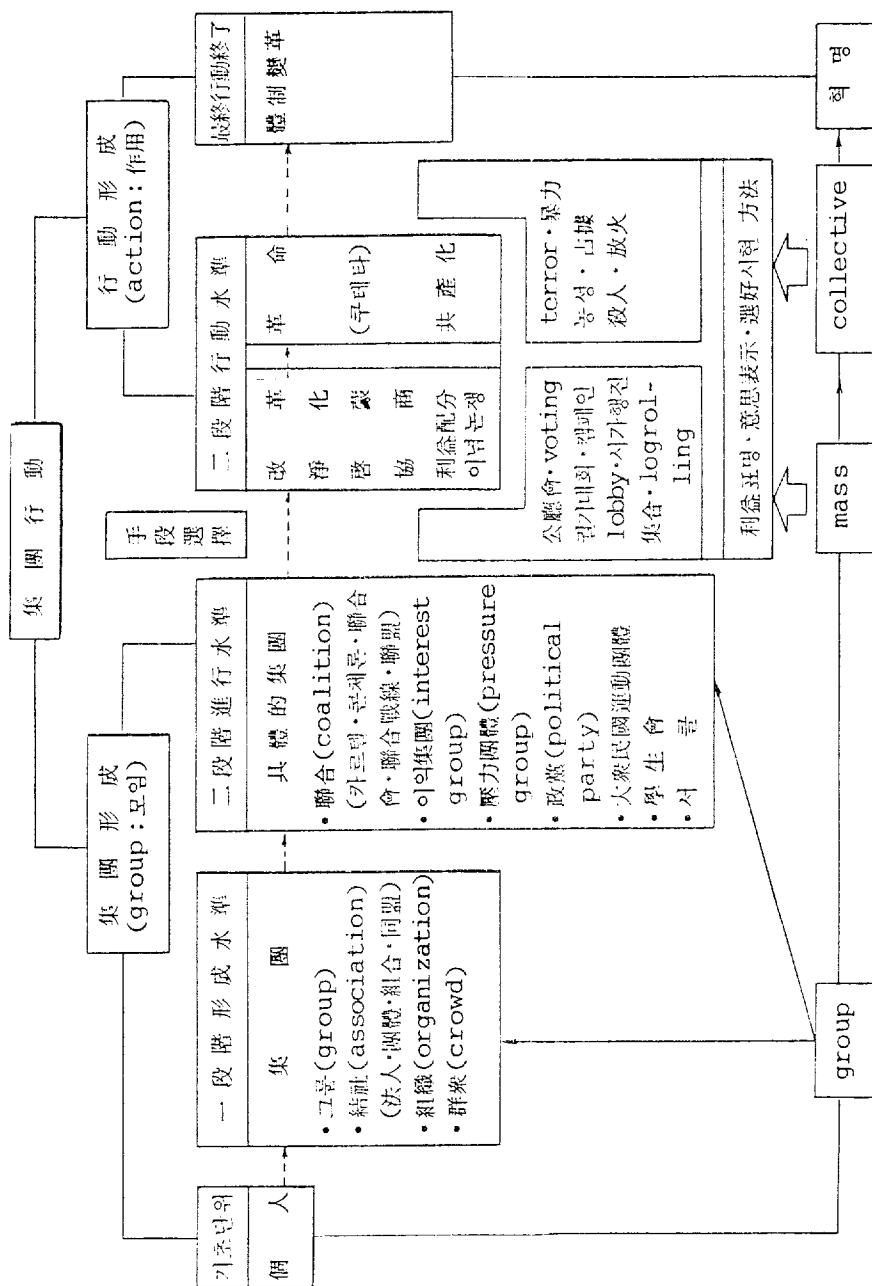 集團行動
集團形成
(group:모임)
行動形成
(action:作用)
기초단위
個人
一段階形成水準
集團
• 그룹(group)
• 結社(association)
(法人·團體·組合·同盟)
• 組織(organization)
• 群衆(crowd)
二段階進行水準
具體的集團
• 聯合(coalition)
(카르텔·콘체른·聯合
會·聯合戰線·聯盟)
• 이익集團(interest
group)
• 壓力團體(pressure
group)
• 政黨(political
party)
• 大衆民國運動團體
• 學生會
• 서클
手段選擇
二段階行動水準
改革
淨化
啓蒙
協商
利益配分
이념논쟁
革命
(쿠데타)
共産化
最終行動終了
體制變革
公廳會·voting
궐기대회·캠페인
lobby·시가행진
集合·logrol-
ling
terror·暴力
농성·占據
殺人·放火
利益표명·意思表示·選好시현 方法
group
mass
collective
혁명